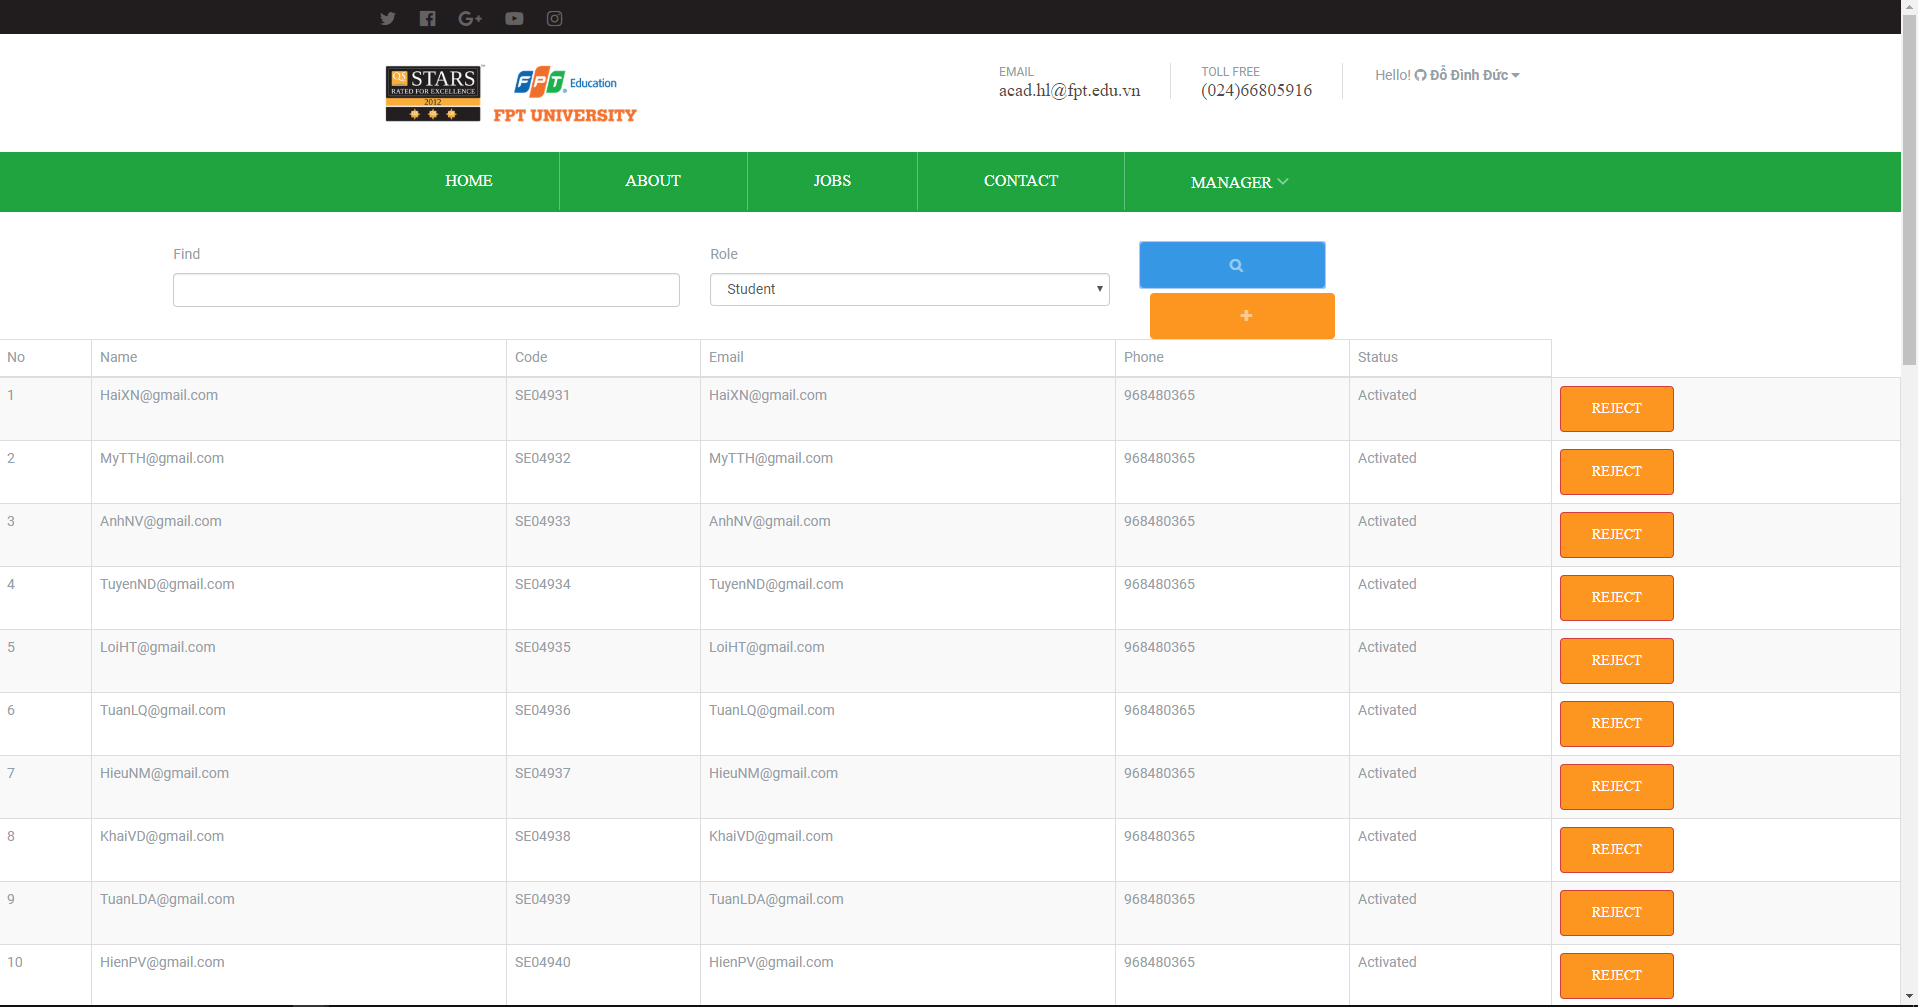 QS STARS
RATED FOR EXCELLENCE
2012
FPT Education
FPT UNIVERSITY
EMAIL
acad.hl@fpt.edu.vn
TOLL FREE
(024)66805916
Hello! Đỗ Đình Đức
HOME ABOUT JOBS CONTACT MANAGER
Find
Role
Student
No Name Code Email Phone Status
1 HaiXN@gmail.com SE04931 HaiXN@gmail.com 968480365 Activated REJECT
2 MyTTH@gmail.com SE04932 MyTTH@gmail.com 968480365 Activated REJECT
3 AnhNV@gmail.com SE04933 AnhNV@gmail.com 968480365 Activated REJECT
4 TuyenND@gmail.com SE04934 TuyenND@gmail.com 968480365 Activated REJECT
5 LoiHT@gmail.com SE04935 LoiHT@gmail.com 968480365 Activated REJECT
6 TuanLQ@gmail.com SE04936 TuanLQ@gmail.com 968480365 Activated REJECT
7 HieuNM@gmail.com SE04937 HieuNM@gmail.com 968480365 Activated REJECT
8 KhaiVD@gmail.com SE04938 KhaiVD@gmail.com 968480365 Activated REJECT
9 TuanLDA@gmail.com SE04939 TuanLDA@gmail.com 968480365 Activated REJECT
10 HienPV@gmail.com SE04940 HienPV@gmail.com 968480365 Activated REJECT